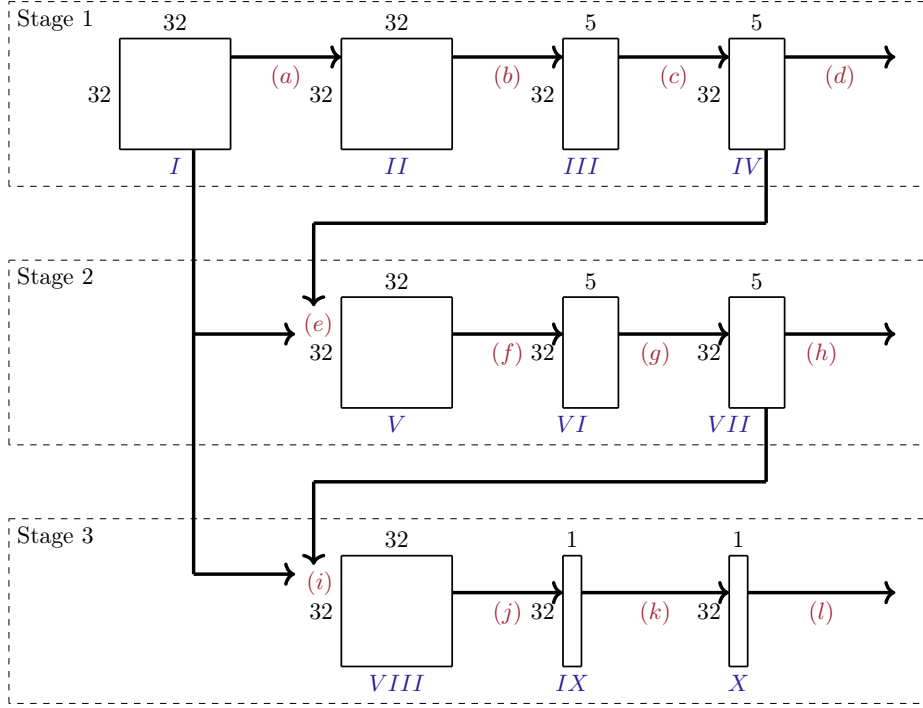 Stage 1
32 32 5 5
(a) (b) (c) (d)
32 32 32 32
I II III IV
Stage 2
32 5 5
(e)
32 (f) 32 (g) 32 (h)
V VI VII
Stage 3
32 1 1
(i)
32 (j) 32 (k) 32 (l)
VIII IX X